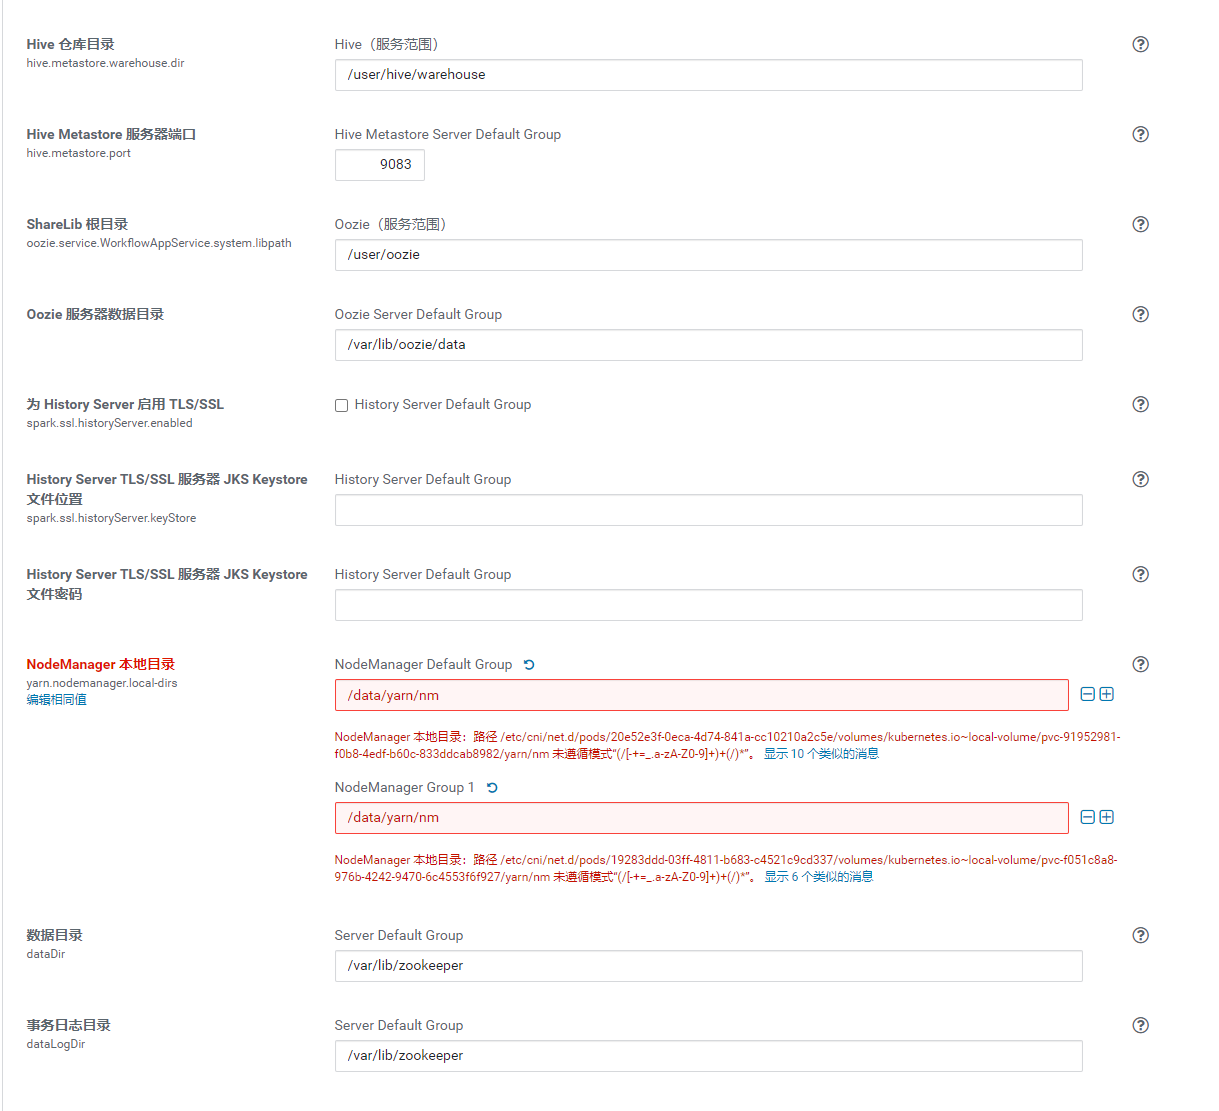 Hive 仓库目录
Hive（服务范围）
hive.metastore.warehouse.dir
/user/hive/warehouse
Hive Metastore 服务器端口
Hive Metastore Server Default Group
hive.metastore.port
9083
ShareLib 根目录
Oozie（服务范围）
oozie.service.WorkflowAppService.system.libpath
/user/oozie
Oozie 服务器数据目录
Oozie Server Default Group
/var/lib/oozie/data
为 History Server 启用 TLS/SSL
History Server Default Group
spark.ssl.historyServer.enabled
History Server TLS/SSL 服务器 JKS Keystore
文件位置
History Server Default Group
spark.ssl.historyServer.keyStore
History Server TLS/SSL 服务器 JKS Keystore
文件密码
History Server Default Group
NodeManager 本地目录
NodeManager Default Group
yarn.nodemanager.local-dirs
编辑相同值
/data/yarn/nm
NodeManager 本地目录：路径 /etc/cni/net.d/pods/20e52e3f-0eca-4d74-841a-cc10210a2c5e/volumes/kubernetes.io~local-volume/pvc-91952981-
f0b8-4edf-b60c-833ddcab8982/yarn/nm 未遵循模式“(/[-+=_.a-zA-Z0-9]+)+(/)*”。 显示 10 个类似的消息
NodeManager Group 1
/data/yarn/nm
NodeManager 本地目录：路径 /etc/cni/net.d/pods/19283ddd-03ff-4811-b683-c4521c9cd337/volumes/kubernetes.io~local-volume/pvc-f051c8a8-
976b-4242-9470-6c4553f6f927/yarn/nm 未遵循模式“(/[-+=_.a-zA-Z0-9]+)+(/)*”。 显示 6 个类似的消息
数据目录
Server Default Group
dataDir
/var/lib/zookeeper
事务日志目录
Server Default Group
dataLogDir
/var/lib/zookeeper